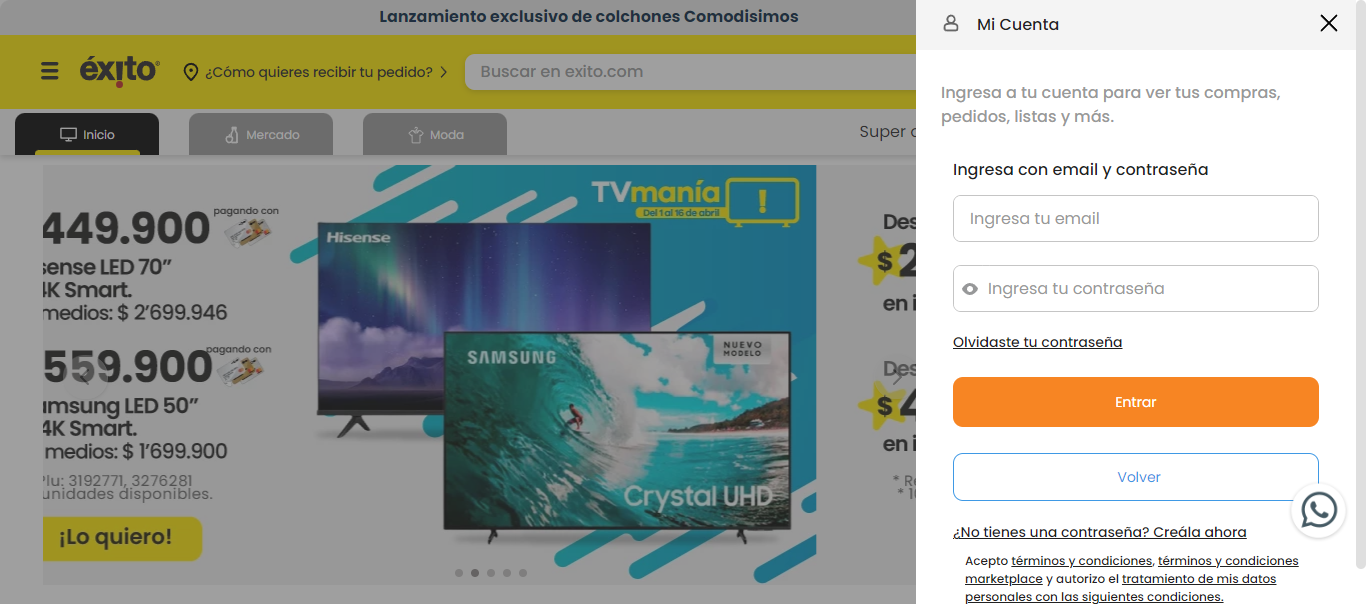 Lanzamiento exclusivo de colchones Comodisimos
éxito
¿Cómo quieres recibir tu pedido?
Buscar en exito.com
Inicio
Mercado
Moda
Super
449.900
pagando con
sense LED 70”
4K Smart.
medios: $ 2’699.946
559.900
pagando con
amsung LED 50”
4K Smart.
medios: $ 1’699.900
Plu: 3192771, 3276281
unidades disponibles.
¡Lo quiero!
TVmanía
Del 1 al 16 de abril
Hisense
SAMSUNG
NUEVO
MODELO
Crystal UHD
Des
$ 2
en i
Des
$ 4
en i
* Re
* 10
Mi Cuenta
Ingresa a tu cuenta para ver tus compras,
pedidos, listas y más.
Ingresa con email y contraseña
Ingresa tu email
Ingresa tu contraseña
Olvidaste tu contraseña
Entrar
Volver
¿No tienes una contraseña? Creála ahora
Acepto términos y condiciones, términos y condiciones
marketplace y autorizo el tratamiento de mis datos
personales con las siguientes condiciones.